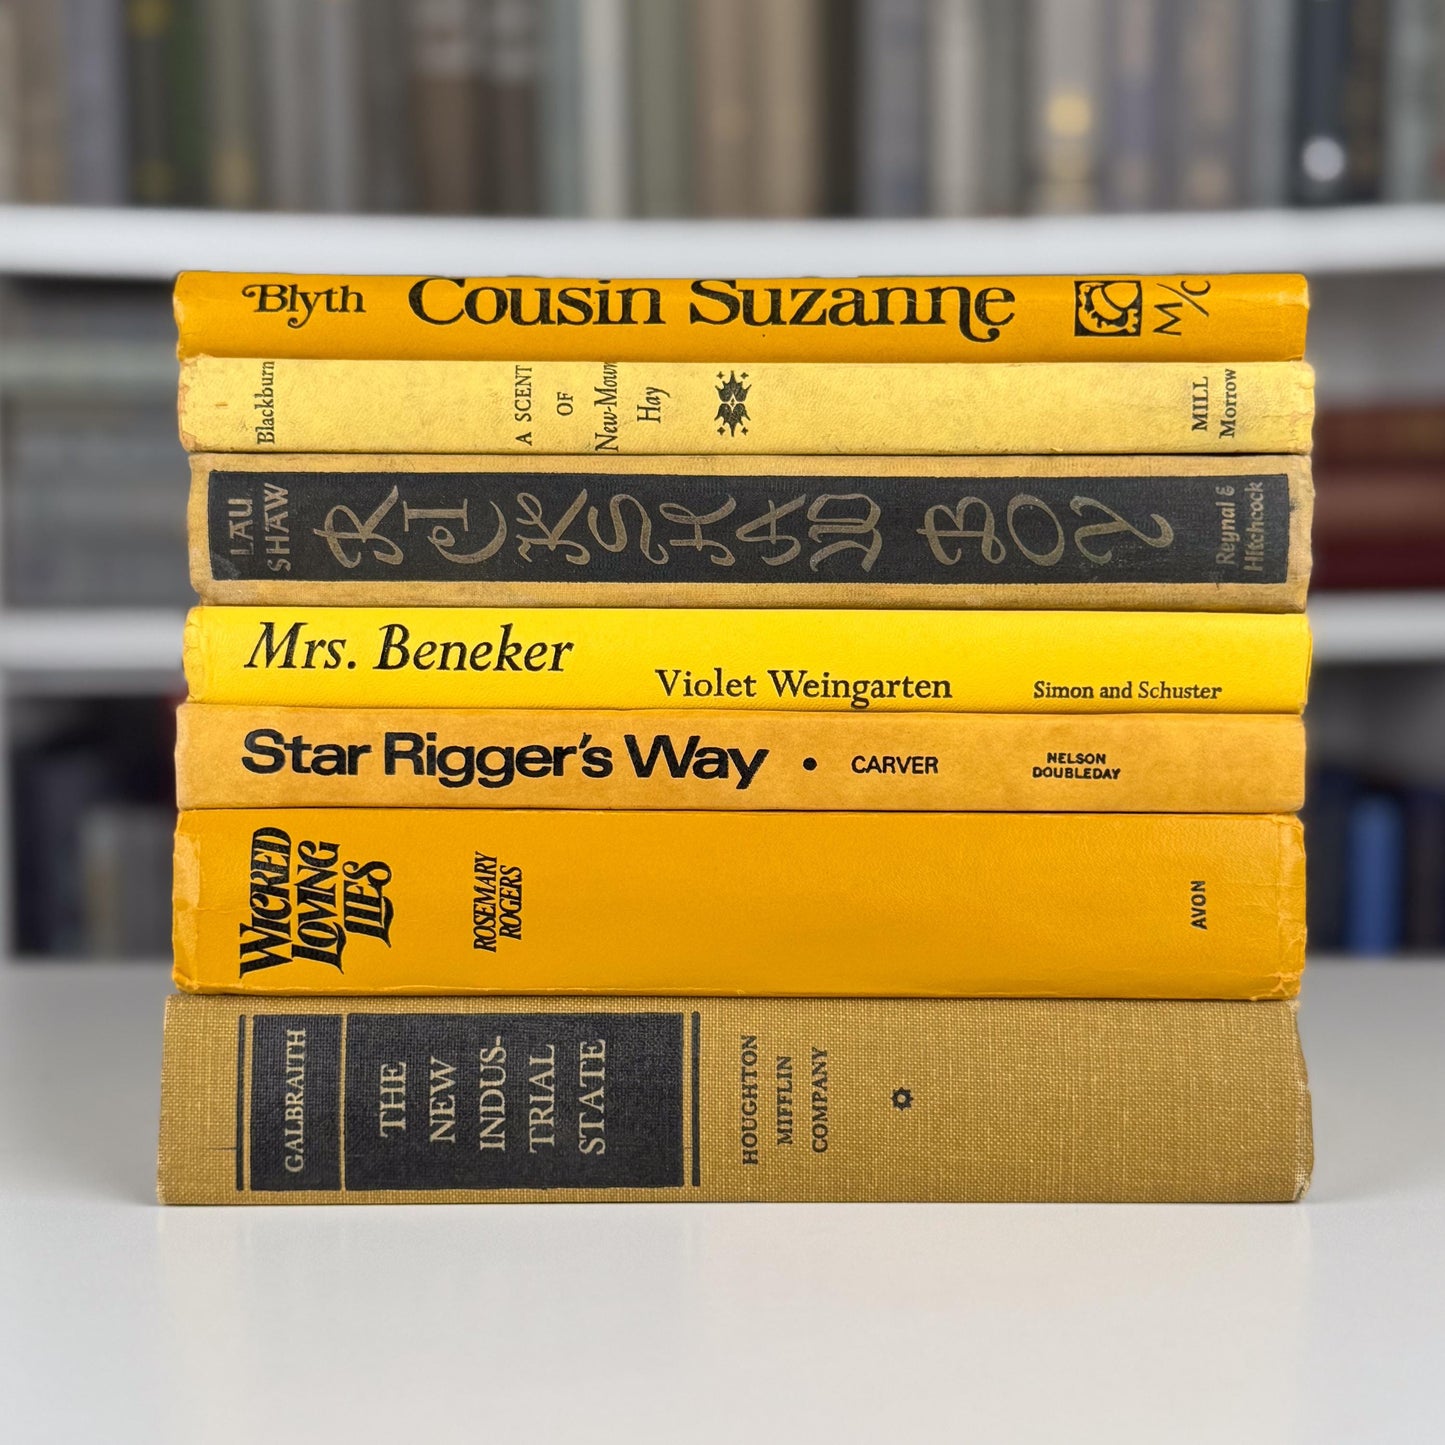 Blyth Cousin Suzanne M/C
Blackburn
A SCENT
OF
New-Mown
Hay
MILL
Morrow
LAU
SHAW
RICKSHAW BOY
Reynal &
Hitchcock
Mrs. Beneker
Violet Weingarten
Simon and Schuster
Star Rigger's Way • CARVER
NELSON
DOUBLEDAY
WICKED
LOVING
LIES
ROSEMARY
ROGERS
AVON
GALBRAITH
THE
NEW
INDUS-
TRIAL
STATE
HOUGHTON
MIFFLIN
COMPANY